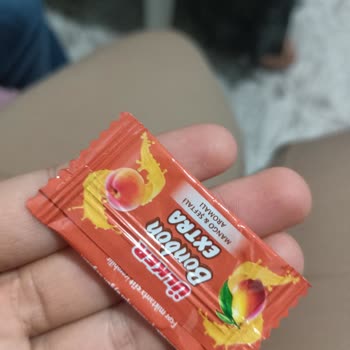 ÜLKER
Bonbon
EXTRA
MANGO & ŞEFTALİ
AROMALI